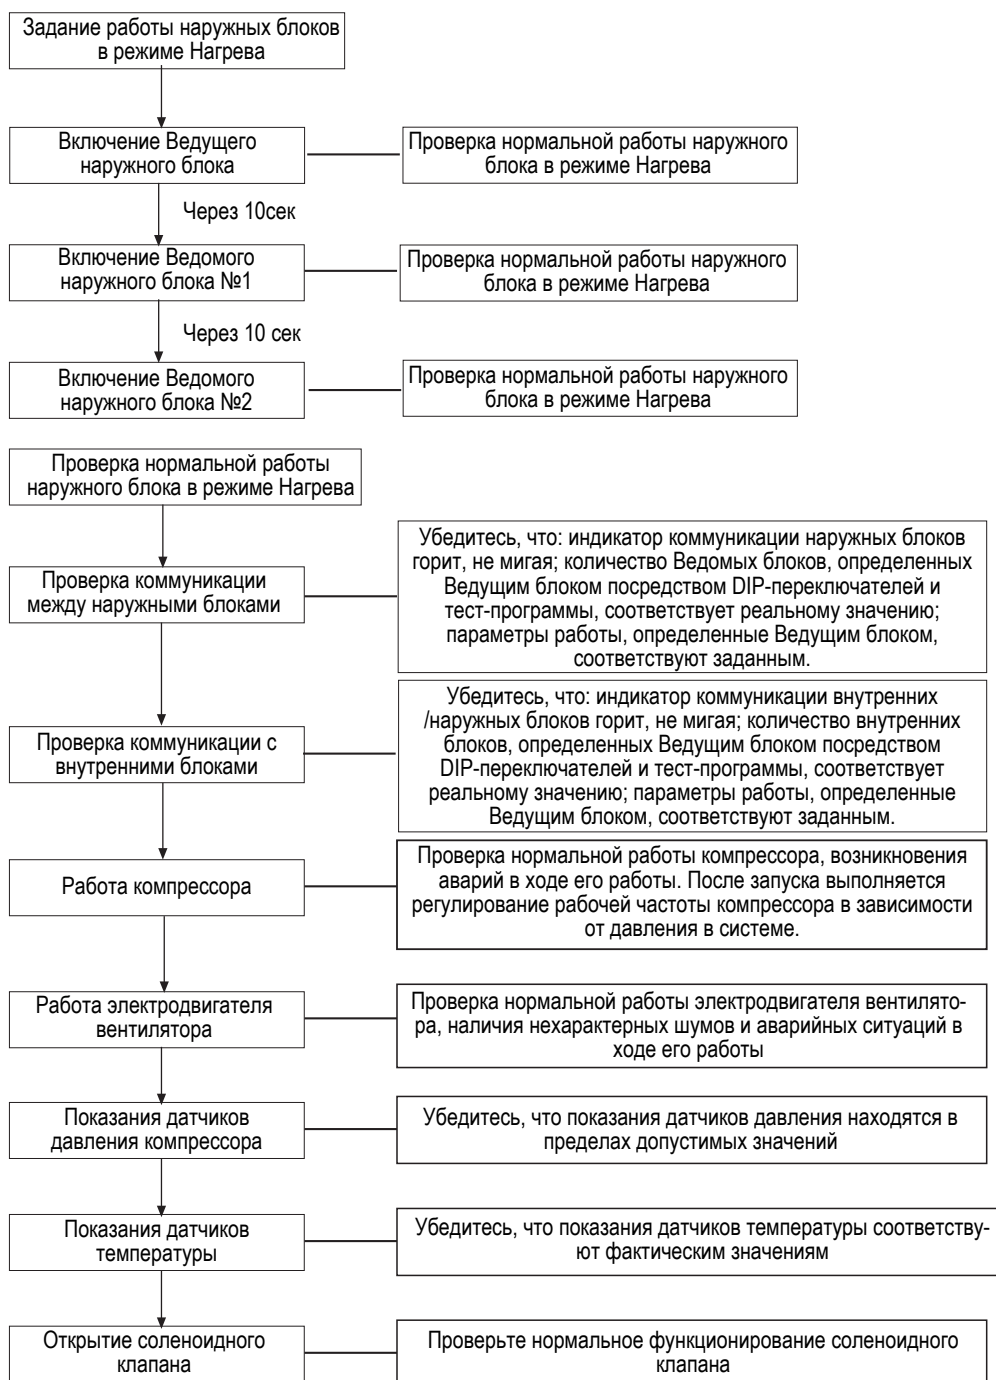 Задание работы наружных блоков
в режиме Нагрева
Включение Ведущего
наружного блока
Проверка нормальной работы наружного
блока в режиме Нагрева
Через 10сек
Включение Ведомого
наружного блока №1
Проверка нормальной работы наружного
блока в режиме Нагрева
Через 10 сек
Включение Ведомого
наружного блока №2
Проверка нормальной работы наружного
блока в режиме Нагрева
Проверка нормальной работы
наружного блока в режиме Нагрева
Проверка коммуникации
между наружными блоками
Убедитесь, что: индикатор коммуникации наружных блоков
горит, не мигая; количество Ведомых блоков, определенных
Ведущим блоком посредством DIP-переключателей и
тест-программы, соответствует реальному значению;
параметры работы, определенные Ведущим блоком,
соответствуют заданным.
Проверка коммуникации с
внутренними блоками
Убедитесь, что: индикатор коммуникации внутренних
/наружных блоков горит, не мигая; количество внутренних
блоков, определенных Ведущим блоком посредством
DIP-переключателей и тест-программы, соответствует
реальному значению; параметры работы, определенные
Ведущим блоком, соответствуют заданным.
Работа компрессора
Проверка нормальной работы компрессора, возникновения
аварий в ходе его работы. После запуска выполняется
регулирование рабочей частоты компрессора в зависимости
от давления в системе.
Работа электродвигателя
вентилятора
Проверка нормальной работы электродвигателя вентилято-
ра, наличия нехарактерных шумов и аварийных ситуаций в
ходе его работы
Показания датчиков
давления компрессора
Убедитесь, что показания датчиков давления находятся в
пределах допустимых значений
Показания датчиков
температуры
Убедитесь, что показания датчиков температуры соответству-
ют фактическим значениям
Открытие соленоидного
клапана
Проверьте нормальное функционирование соленоидного
клапана